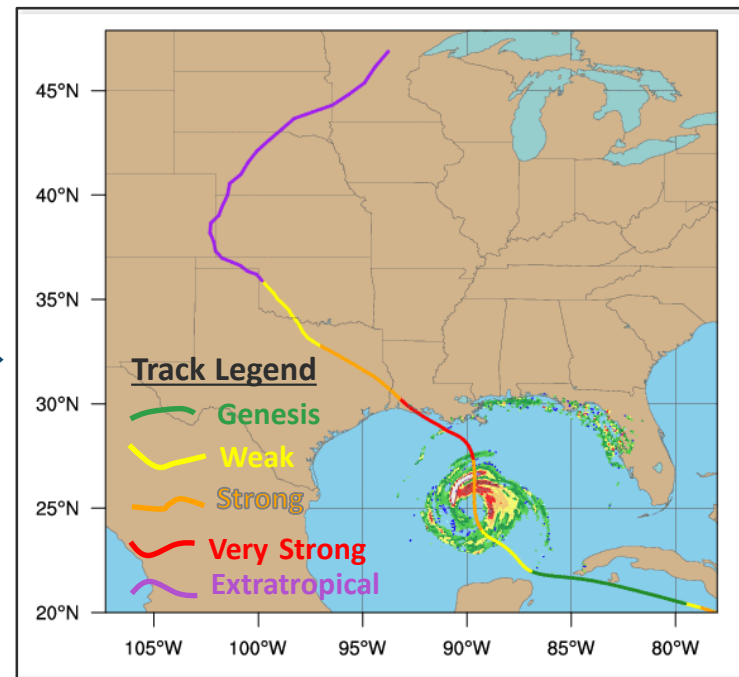 45°N
40°N
35°N
30°N
25°N
20°N
Track Legend
Genesis
Weak
Strong
Very Strong
Extratropical
105°W 100°W 95°W 90°W 85°W 80°W